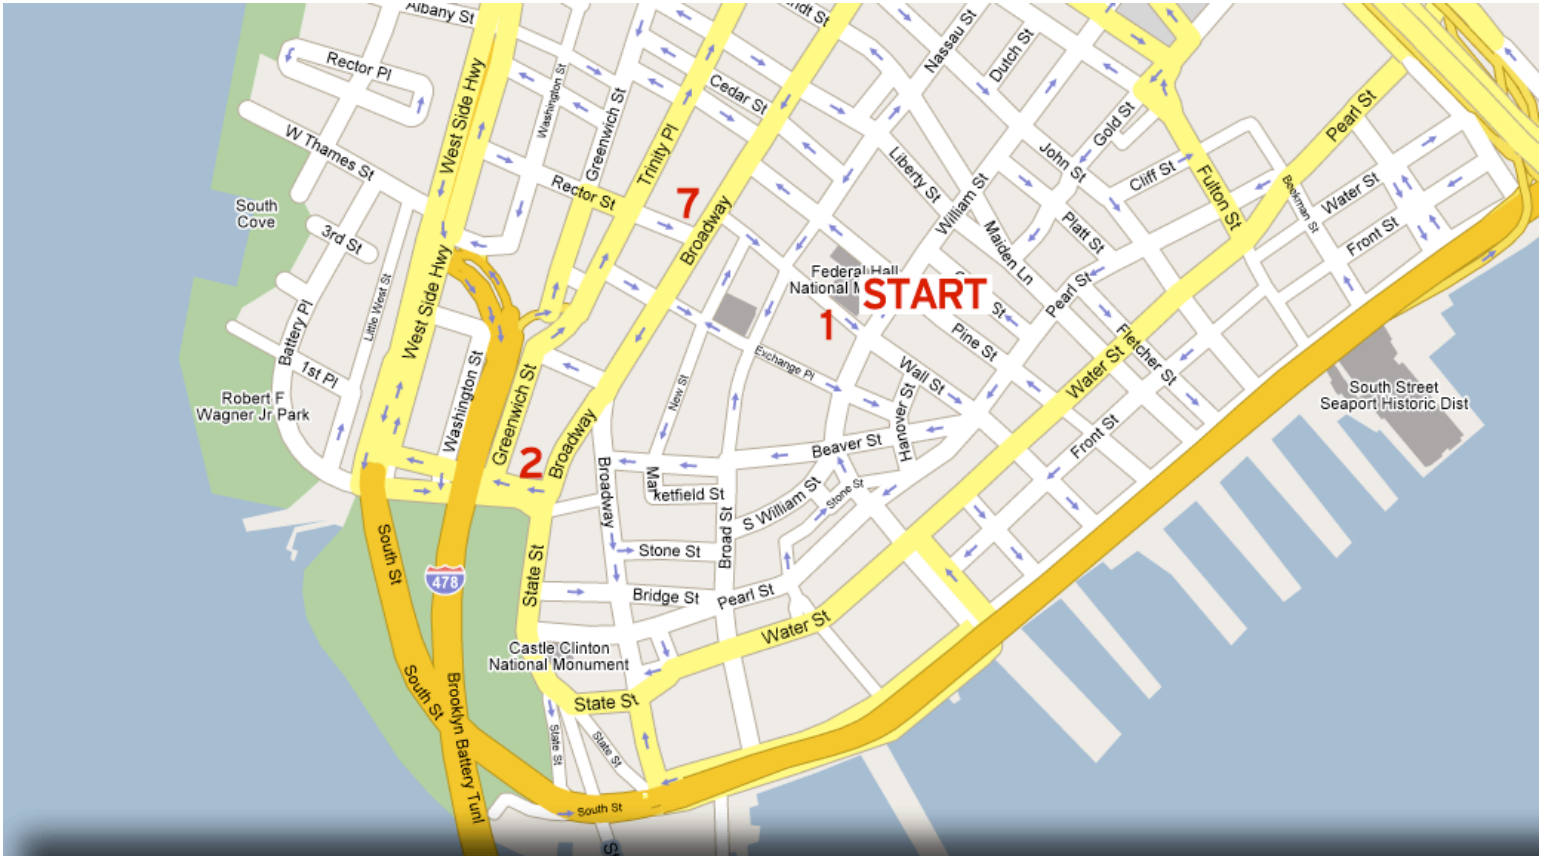 Albany St
ndt St
Nassau St
Dutch St
Rector Pl
West Side Hwy
Washington St
Greenwich St
Cedar St
Trinity Pl
Gold St
Pearl St
W Thames St
John St
Cliff St
Liberty St
Rector St
7
Fulton St
Beekman St
Water St
South
Cove
William St
Platt St
Front St
3rd St
Broadway
Maiden Ln
West Side Hwy
Federal Hall
National M
START
St
Pearl St
Little West St
Battery Pl
1
Pine St
Fletcher St
1st Pl
Exchange Pl
Wall St
Water St
Robert F
Wagner Jr Park
Washington St
Greenwich St
New St
Hanover St
South Street
Seaport Historic Dist
Broadway
2
Beaver St
Front St
Broadway
Mar
ketfield St
S William St
Stone St
Broad St
South St
State St
Stone St
478
Bridge St
Pearl St
Water St
Castle Clinton
National Monument
South St
Brooklyn Battery Tunl
State St
State St
State St
South St
St